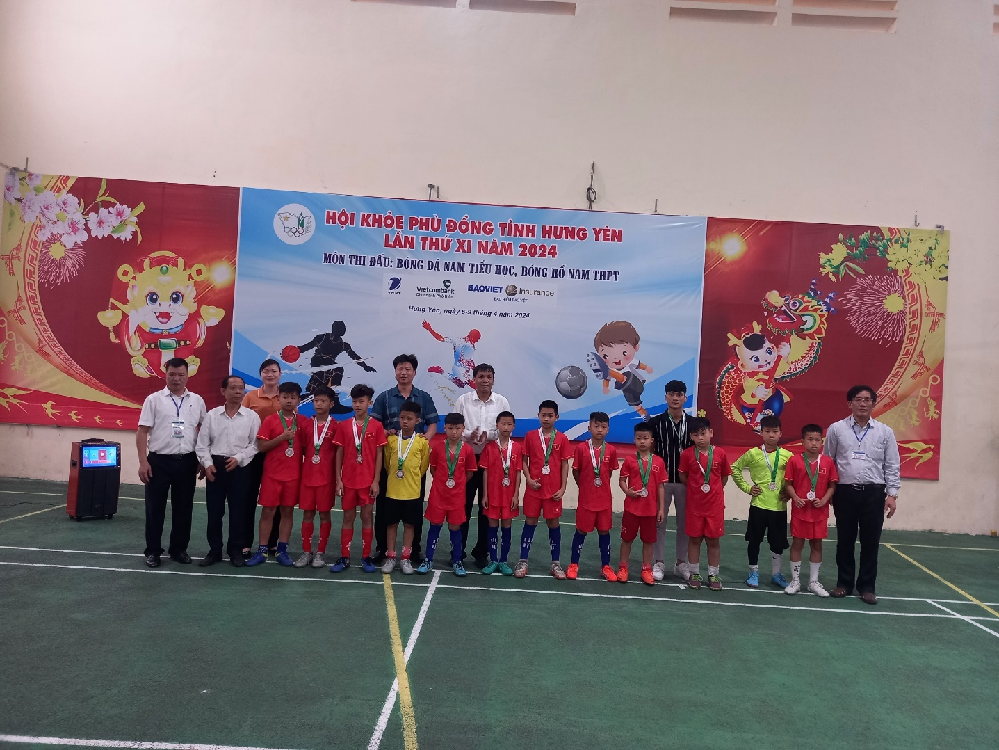 HỘI KHỎE PHÙ ĐỔNG TỈNH HƯNG YÊN
LẦN THỨ XI NĂM 2024
MÔN THI ĐẤU: BÓNG ĐÁ NAM TIỂU HỌC, BÓNG RỔ NAM THPT
VNPT
Vietcombank
Chi nhánh Phố Hiến
BAOVIET Insurance
BẢO HIỂM BẢO VIỆT
Hưng Yên, ngày 6-9 tháng 4 năm 2024